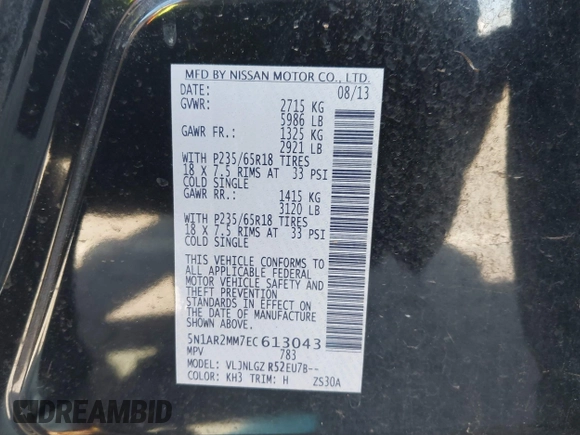 MFD BY NISSAN MOTOR CO., LTD.
DATE: 08/13
GVWR: 2715 KG
5986 LB
GAWR FR.: 1325 KG
2921 LB
WITH P235/65R18 TIRES
18 X 7.5 RIMS AT 33 PSI
COLD SINGLE
GAWR RR.: 1415 KG
3120 LB
WITH P235/65R18 TIRES
18 X 7.5 RIMS AT 33 PSI
COLD SINGLE
THIS VEHICLE CONFORMS TO
ALL APPLICABLE FEDERAL
MOTOR VEHICLE SAFETY AND
THEFT PREVENTION
STANDARDS IN EFFECT ON
THE DATE OF MANUFACTURE
SHOWN ABOVE.
5N1AR2MM7EC613043
MPV 783
MODEL: VLJNLGZ R52EU7B--
COLOR: KH3 TRIM: H ZS30A
DREAMBID